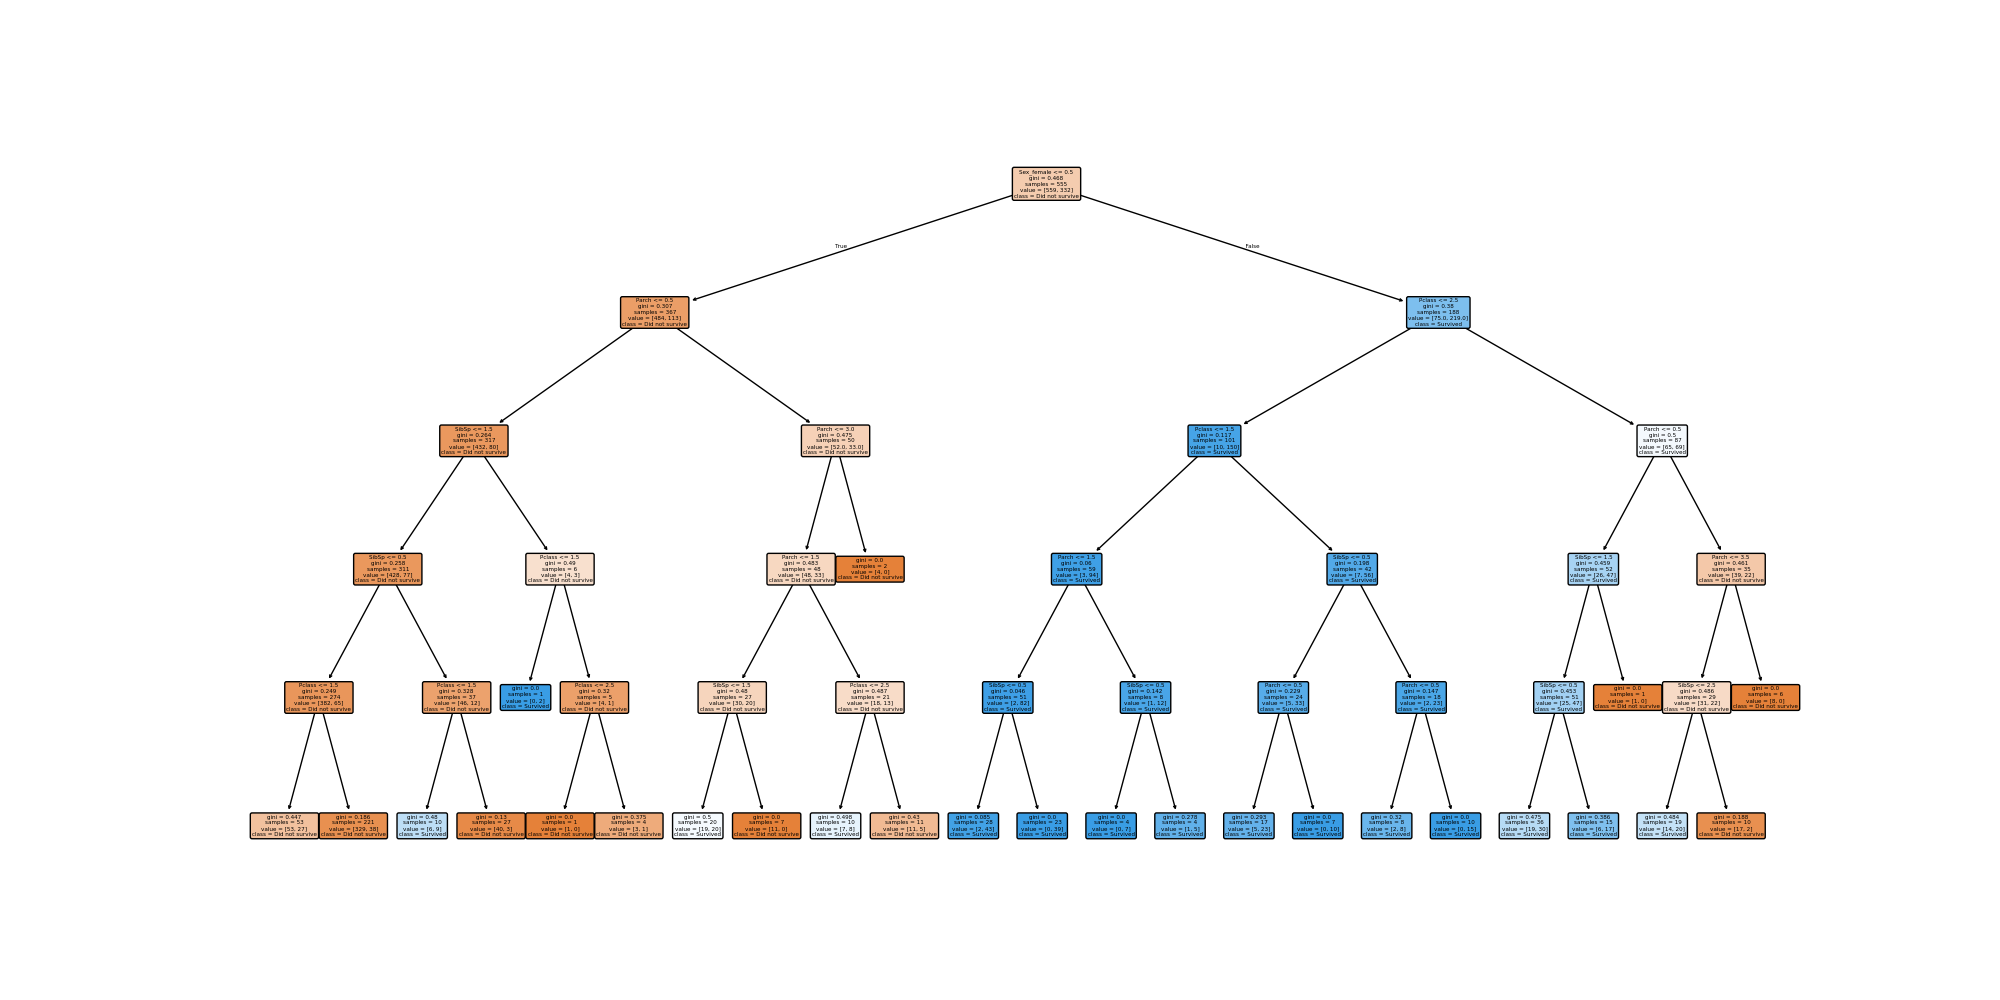 Sex_female <= 0.5
gini = 0.468
samples = 555
value = [559, 332]
class = Did not survive
True
False
Parch <= 0.5
gini = 0.307
samples = 367
value = [484, 113]
class = Did not survive
Pclass <= 2.5
gini = 0.38
samples = 188
value = [75.0, 219.0]
class = Survived
SibSp <= 1.5
gini = 0.264
samples = 317
value = [432, 80]
class = Did not survive
Parch <= 3.0
gini = 0.475
samples = 50
value = [52.0, 33.0]
class = Did not survive
Pclass <= 1.5
gini = 0.117
samples = 101
value = [10, 150]
class = Survived
Parch <= 0.5
gini = 0.5
samples = 87
value = [65, 69]
class = Survived
SibSp <= 0.5
gini = 0.258
samples = 311
value = [428, 77]
class = Did not survive
Pclass <= 1.5
gini = 0.49
samples = 6
value = [4, 3]
class = Did not survive
Parch <= 1.5
gini = 0.483
samples = 48
value = [48, 33]
class = Did not survive
gini = 0.0
samples = 2
value = [4, 0]
class = Did not survive
Parch <= 1.5
gini = 0.06
samples = 59
value = [3, 94]
class = Survived
SibSp <= 0.5
gini = 0.198
samples = 42
value = [7, 56]
class = Survived
SibSp <= 1.5
gini = 0.459
samples = 52
value = [26, 47]
class = Survived
Parch <= 3.5
gini = 0.461
samples = 35
value = [39, 22]
class = Did not survive
Pclass <= 1.5
gini = 0.249
samples = 274
value = [382, 65]
class = Did not survive
Pclass <= 1.5
gini = 0.328
samples = 37
value = [46, 12]
class = Did not survive
gini = 0.0
samples = 1
value = [0, 2]
class = Survived
Pclass <= 2.5
gini = 0.32
samples = 5
value = [4, 1]
class = Did not survive
SibSp <= 1.5
gini = 0.48
samples = 27
value = [30, 20]
class = Did not survive
Pclass <= 2.5
gini = 0.487
samples = 21
value = [18, 13]
class = Did not survive
SibSp <= 0.5
gini = 0.046
samples = 51
value = [2, 82]
class = Survived
SibSp <= 0.5
gini = 0.142
samples = 8
value = [1, 12]
class = Survived
Parch <= 0.5
gini = 0.229
samples = 24
value = [5, 33]
class = Survived
Parch <= 0.5
gini = 0.147
samples = 18
value = [2, 23]
class = Survived
SibSp <= 0.5
gini = 0.453
samples = 51
value = [25, 47]
class = Survived
gini = 0.0
samples = 1
value = [1, 0]
class = Did not survive
SibSp <= 2.5
gini = 0.486
samples = 29
value = [31, 22]
class = Did not survive
gini = 0.0
samples = 6
value = [8, 0]
class = Did not survive
gini = 0.447
samples = 53
value = [53, 27]
class = Did not survive
gini = 0.186
samples = 221
value = [329, 38]
class = Did not survive
gini = 0.48
samples = 10
value = [6, 9]
class = Survived
gini = 0.13
samples = 27
value = [40, 3]
class = Did not survive
gini = 0.0
samples = 1
value = [1, 0]
class = Did not survive
gini = 0.375
samples = 4
value = [3, 1]
class = Did not survive
gini = 0.5
samples = 20
value = [19, 20]
class = Survived
gini = 0.0
samples = 7
value = [11, 0]
class = Did not survive
gini = 0.498
samples = 10
value = [7, 8]
class = Survived
gini = 0.43
samples = 11
value = [11, 5]
class = Did not survive
gini = 0.085
samples = 28
value = [2, 43]
class = Survived
gini = 0.0
samples = 23
value = [0, 39]
class = Survived
gini = 0.0
samples = 4
value = [0, 7]
class = Survived
gini = 0.278
samples = 4
value = [1, 5]
class = Survived
gini = 0.293
samples = 17
value = [5, 23]
class = Survived
gini = 0.0
samples = 7
value = [0, 10]
class = Survived
gini = 0.32
samples = 8
value = [2, 8]
class = Survived
gini = 0.0
samples = 10
value = [0, 15]
class = Survived
gini = 0.475
samples = 36
value = [19, 30]
class = Survived
gini = 0.386
samples = 15
value = [6, 17]
class = Survived
gini = 0.484
samples = 19
value = [14, 20]
class = Survived
gini = 0.188
samples = 10
value = [17, 2]
class = Did not survive